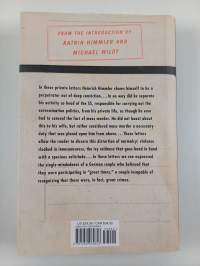 FROM THE INTRODUCTION BY
KATRIN HIMMLER AND
MICHAEL WILDT
In these private letters Heinrich Himmler shows himself to be a
perpetrator out of deep conviction.... In no way did he separate
his activity as head of the SS, responsible for carrying out the
extermination policies, from his private life, as though he ever
had to conceal the fact of mass murder. He did not boast about
this to his wife, but rather considered mass murder a necessary duty
that was placed upon him from above.... These letters
allow the reader to discern this distortion of normalcy: violence
cloaked in innocuousness, the icy evidence that goes hand in hand
with a specious solicitude.... In these letters we can expressed
the single-mindedness of a German couple who believed that they
were participating in "great times," a couple incapable of
recognizing that these were, in fact, great crimes.